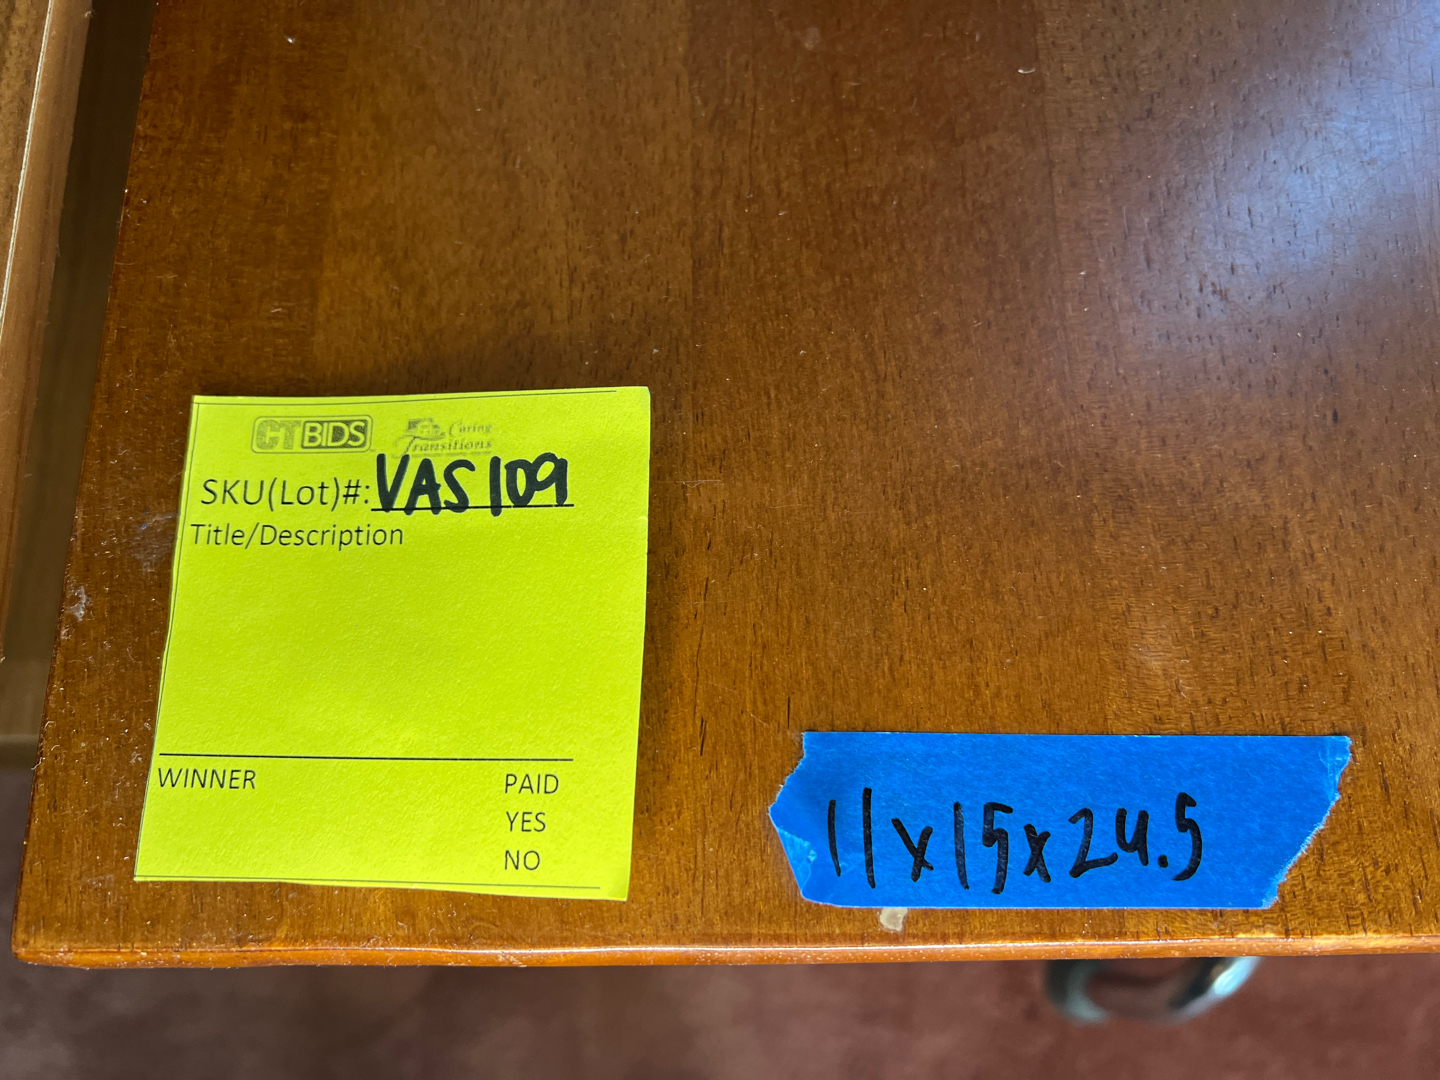 CTBIDS
Caring
Transitions
SKU(Lot)#: VAS109
Title/Description
WINNER PAID
YES
NO
11x15x24.5